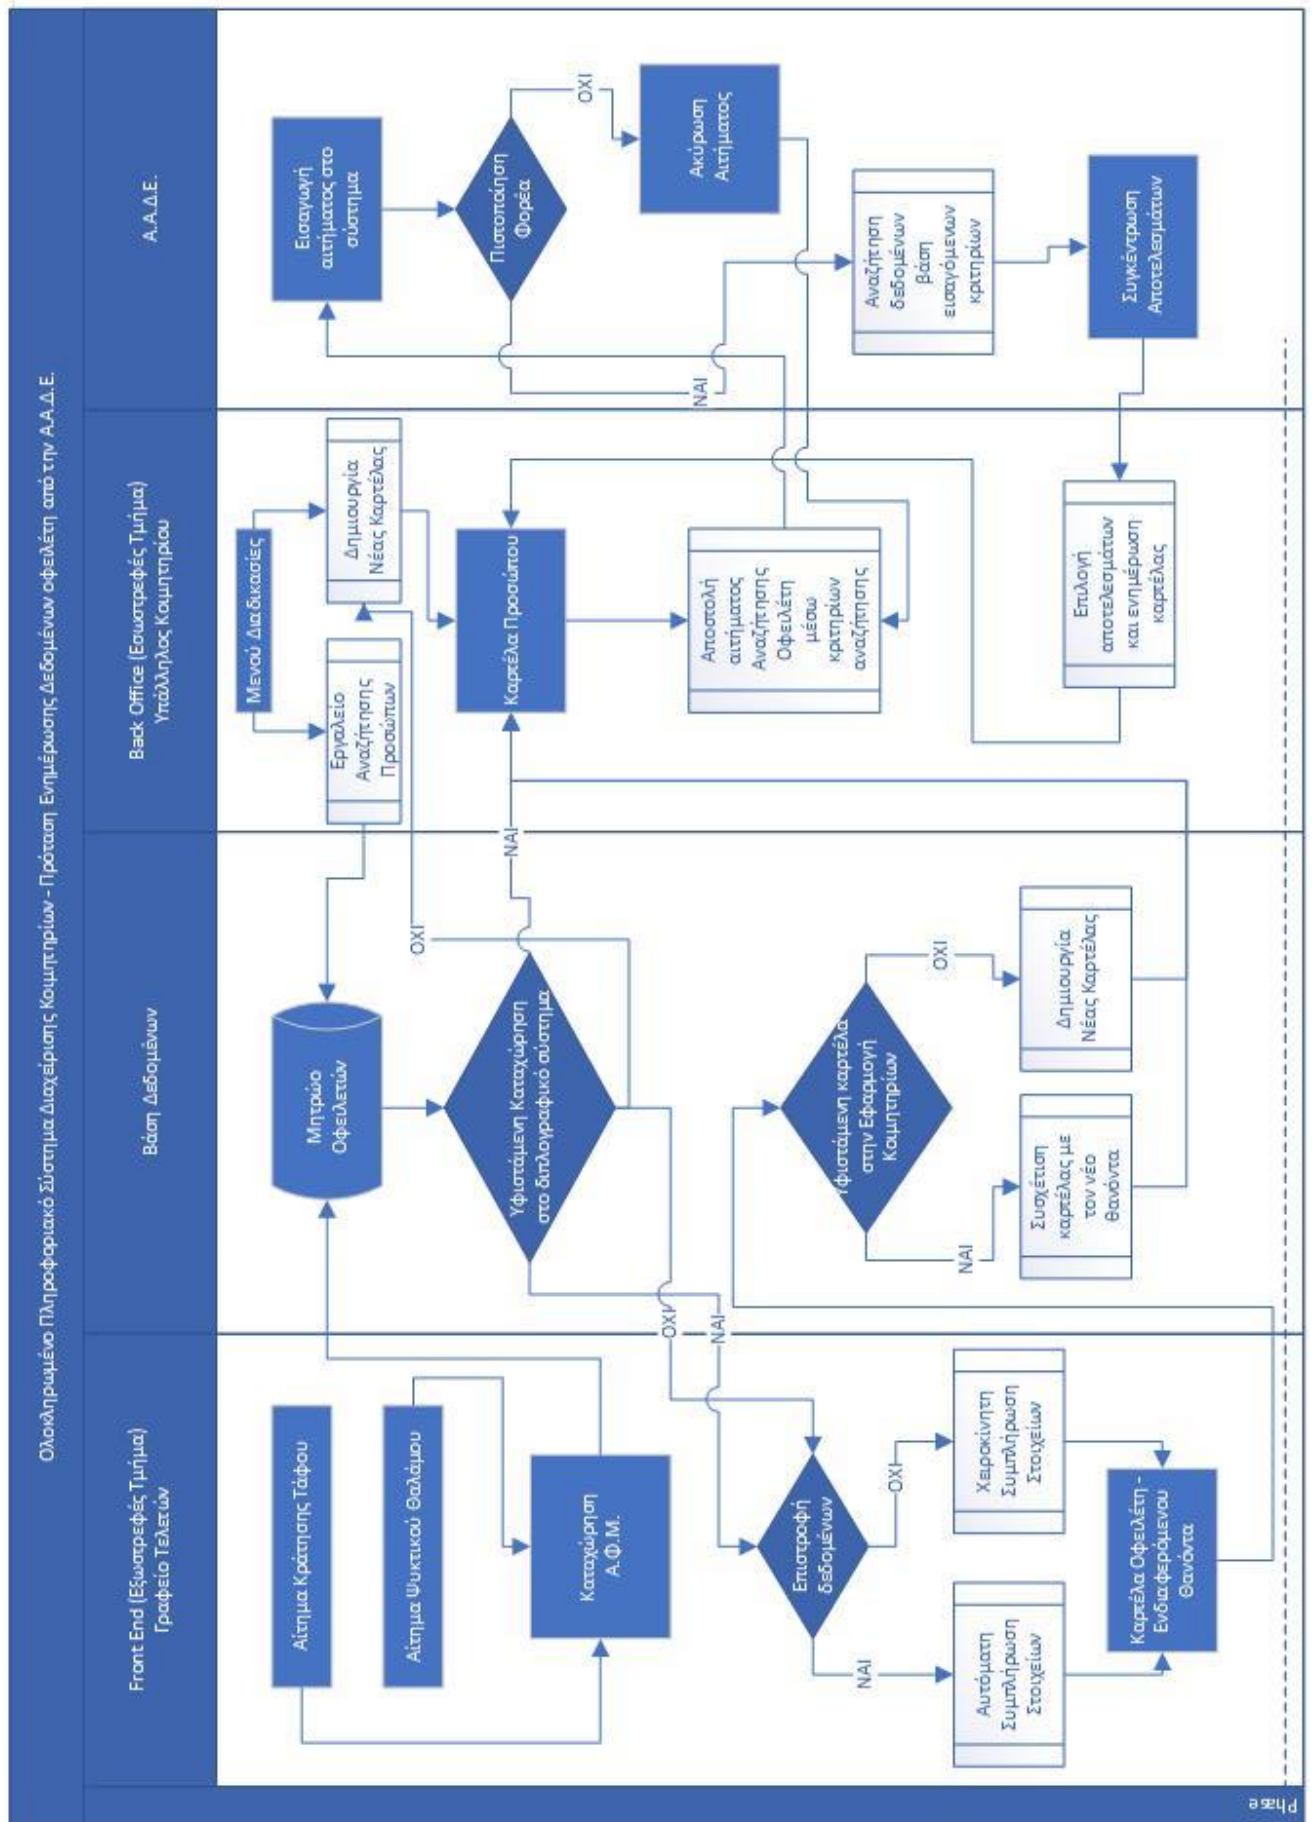 Ολοκληρωμένο Πληροφοριακό Σύστημα Διαχείρισης Κοιμητηρίων - Πρόταση Ενημέρωσης Δεδομένων οφειλέτη από την Α.Α.Δ.Ε.
Front End (Εξωστρεφές Τμήμα)
Γραφείο Τελετών
Βάση Δεδομένων
Back Office (Εσωστρεφές Τμήμα)
Υπάλληλος Κοιμητηρίου
Α.Α.Δ.Ε.
Αίτημα Κράτησης Τάφου
Αίτημα Ψυκτικού Θαλάμου
Καταχώρηση
Α.Φ.Μ.
Επιστροφή
δεδομένων
ΝΑΙ
ΟΧΙ
Αυτόματη
Συμπλήρωση
Στοιχείων
Χειροκίνητη
Συμπλήρωση
Στοιχείων
Καρτέλα Οφειλέτη -
Ενδιαφερόμενου
Θανόντα
Μητρώο
Οφειλετών
Υφιστάμενη Καταχώρηση
στο διπλογραφικό σύστημα
ΟΧΙ
ΝΑΙ
ΟΧΙ
ΝΑΙ
Υφιστάμενη καρτέλα
στην Εφαρμογή
Κοιμητηρίων
ΝΑΙ
ΟΧΙ
Συσχέτιση
καρτέλας με
τον νέο
θανόντα
Δημιουργία
Νέας Καρτέλας
Μενού Διαδικασίες
Εργαλείο
Αναζήτησης
Προσώπων
Δημιουργία
Νέας Καρτέλας
Καρτέλα Προσώπου
Αποστολή
αιτήματος
Αναζήτησης
Οφειλέτη
μέσω
κριτηρίων
αναζήτησης
Επιλογή
αποτελεσμάτων
και ενημέρωση
καρτέλας
Εισαγωγή
αιτήματος στο
σύστημα
Πιστοποίηση
Φορέα
ΟΧΙ
ΝΑΙ
Ακύρωση
Αιτήματος
Αναζήτηση
δεδομένων
βάση
εισαγόμενων
κριτηρίων
Συγκέντρωση
Αποτελεσμάτων
Phase